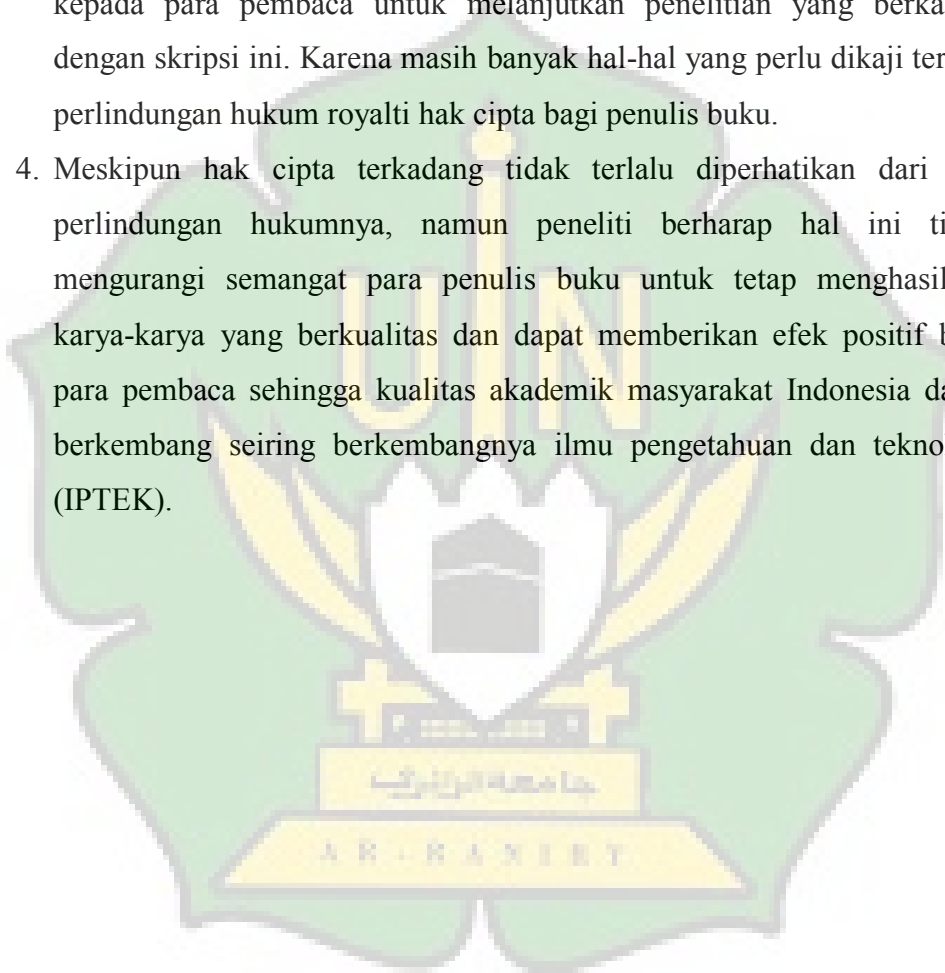 kepada para pembaca untuk melanjutkan penelitian yang berka
dengan skripsi ini. Karena masih banyak hal-hal yang perlu dikaji ter
perlindungan hukum royalti hak cipta bagi penulis buku.
4. Meskipun hak cipta terkadang tidak terlalu diperhatikan dari
perlindungan hukumnya, namun peneliti berharap hal ini ti
mengurangi semangat para penulis buku untuk tetap menghasil
karya-karya yang berkualitas dan dapat memberikan efek positif b
para pembaca sehingga kualitas akademik masyarakat Indonesia da
berkembang seiring berkembangnya ilmu pengetahuan dan tekno
(IPTEK).
UIN
جامعة الرانيري
AR-RANIRY